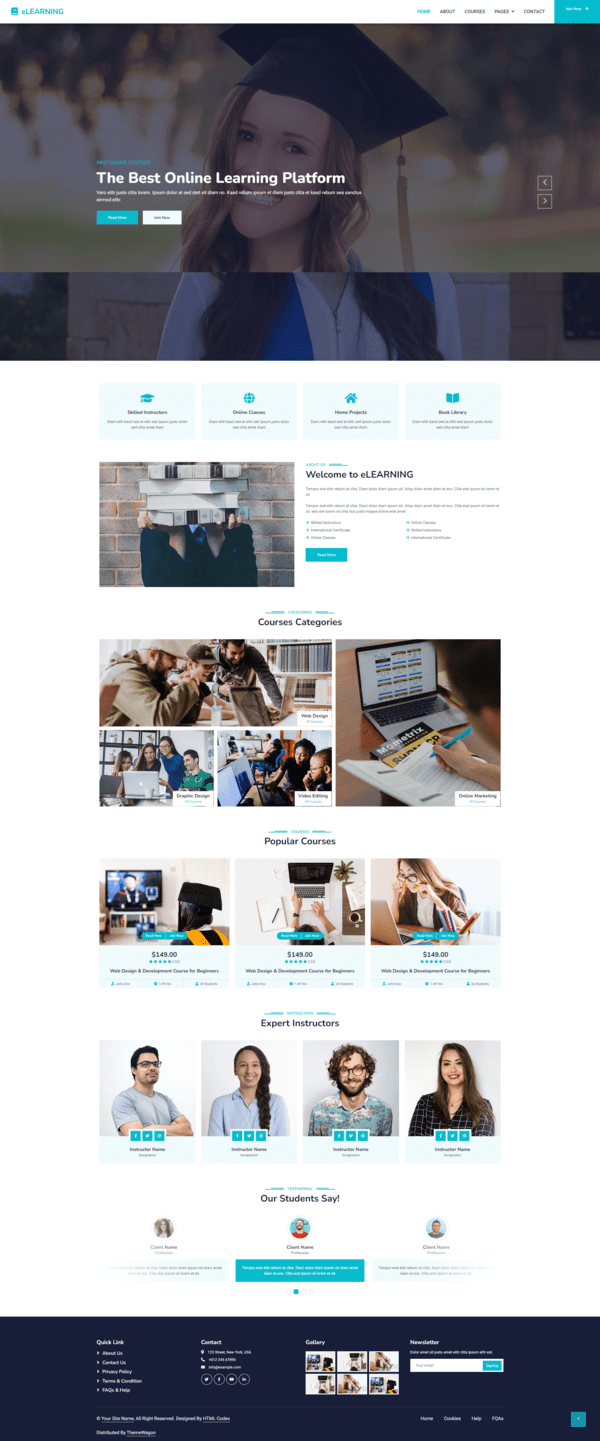 eLEARNING
HOME ABOUT COURSES PAGES CONTACT
Join Now
BEST ONLINE COURSES
The Best Online Learning Platform
Vero elitr justo clita lorem. Ipsum dolor at sed stet sit diam no. Kasd rebum ipsum et diam justo clita et kasd rebum sea sanctus
eirmod elitr.
Read More Join Now
Skilled Instructors
Diam elitr kasd sed at elitr sed ipsum justo dolor
sed clita amet diam
Online Classes
Diam elitr kasd sed at elitr sed ipsum justo dolor
sed clita amet diam
Home Projects
Diam elitr kasd sed at elitr sed ipsum justo dolor
sed clita amet diam
Book Library
Diam elitr kasd sed at elitr sed ipsum justo dolor
sed clita amet diam
ABOUT US
Welcome to eLEARNING
Tempor erat elitr rebum at clita. Diam dolor diam ipsum sit. Aliqu diam amet diam et eos. Clita erat ipsum et lorem et
sit.
Tempor erat elitr rebum at clita. Diam dolor diam ipsum sit. Aliqu diam amet diam et eos. Clita erat ipsum et lorem et
sit, sed stet lorem sit clita duo justo magna dolore erat amet
Skilled Instructors Online Classes
International Certificate Skilled Instructors
Online Classes International Certificate
Read More
CATEGORIES
Courses Categories
Web Design
49 Courses
Graphic Design
49 Courses
Video Editing
49 Courses
Online Marketing
49 Courses
COURSES
Popular Courses
Read More Join Now
$149.00
(123)
Web Design & Development Course for Beginners
John Doe 1.49 Hrs 30 Students
Read More Join Now
$149.00
(123)
Web Design & Development Course for Beginners
John Doe 1.49 Hrs 30 Students
Read More Join Now
$149.00
(123)
Web Design & Development Course for Beginners
John Doe 1.49 Hrs 30 Students
INSTRUCTORS
Expert Instructors
Instructor Name
Designation
Instructor Name
Designation
Instructor Name
Designation
Instructor Name
Designation
TESTIMONIAL
Our Students Say!
Client Name
Profession
Tempor erat elitr rebum at clita. Diam dolor diam ipsum sit diam amet
diam et eos. Clita erat ipsum et lorem et sit.
Client Name
Profession
Tempor erat elitr rebum at clita. Diam dolor diam ipsum sit diam amet
diam et eos. Clita erat ipsum et lorem et sit.
Client Name
Profession
Tempor erat elitr rebum at clita. Diam dolor diam ipsum sit
diam et eos. Clita erat ipsum et lorem et sit.
Quick Link
About Us
Contact Us
Privacy Policy
Terms & Condition
FAQs & Help
Contact
123 Street, New York, USA
+012 345 67890
info@example.com
Gallery
Newsletter
Dolor amet sit justo amet elitr clita ipsum elitr est.
Your email
SignUp
© Your Site Name, All Right Reserved. Designed By HTML Codex
Distributed By ThemeWagon
Home Cookies Help FQAs